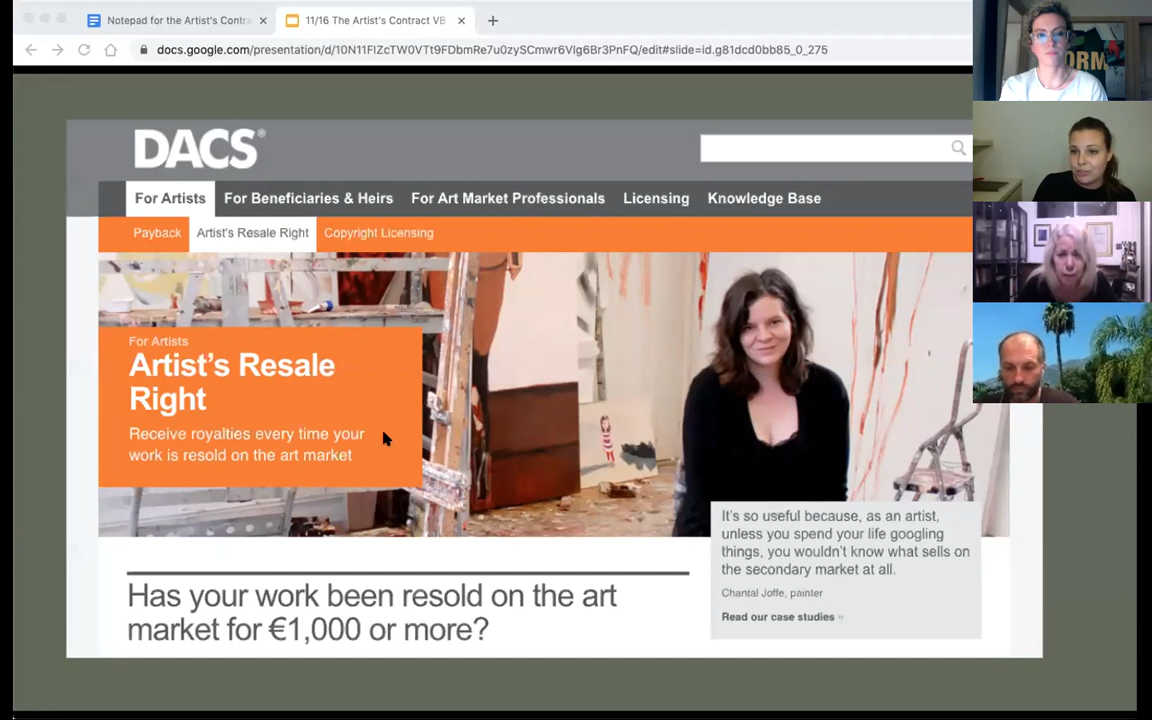 Notepad for the Artist's Contra
11/16 The Artist's Contract VB
docs.google.com/presentation/d/10N11FlZcTW0VTt9FDbmRe7u0zySCmwr6Vlg6Br3PnFQ/edit#slide=id.g81dcd0bb85_0_275
ORM
DACS®
For Artists For Beneficiaries & Heirs For Art Market Professionals Licensing Knowledge Base
Payback Artist's Resale Right Copyright Licensing
For Artists
Artist's Resale
Right
Receive royalties every time your
work is resold on the art market
It's so useful because, as an artist,
unless you spend your life googling
things, you wouldn't know what sells on
the secondary market at all.
Chantal Joffe, painter
Read our case studies »
Has your work been resold on the art
market for €1,000 or more?